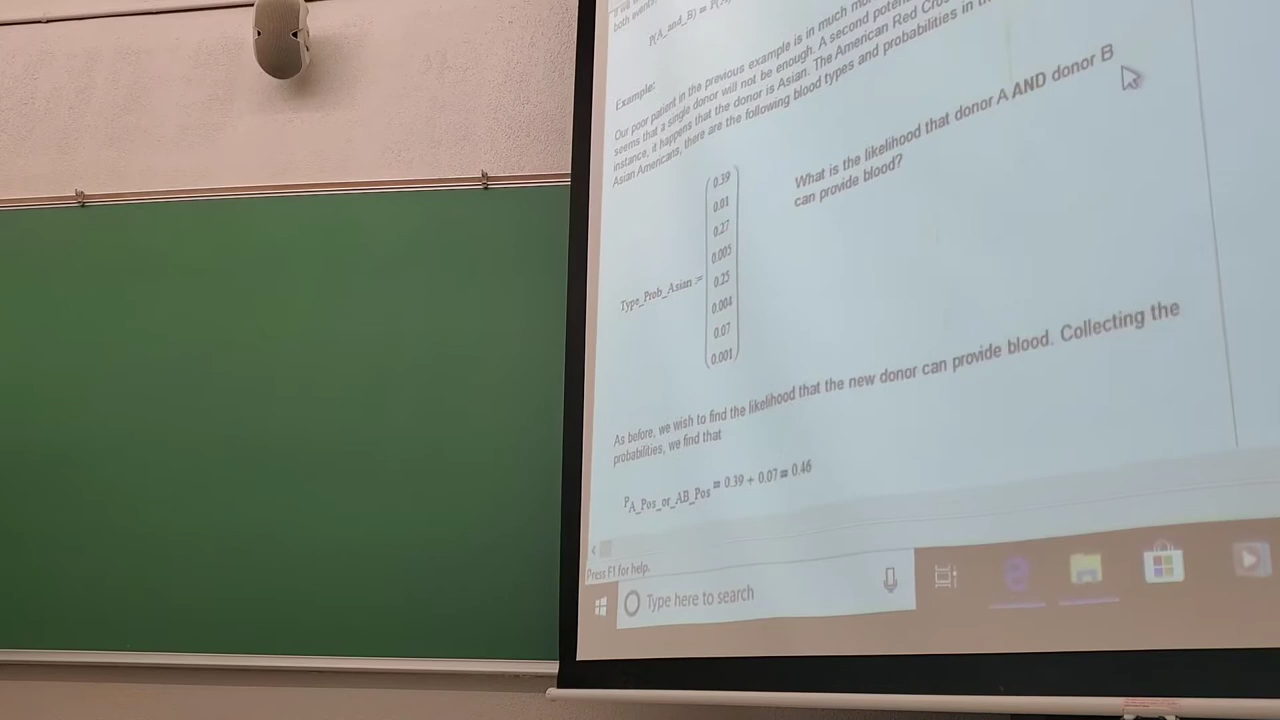 both events
P(A_and_B) = P(A)
Example:
Our poor patient in the previous example is in much
seems that a single donor will not be enough. A second
instance, it happens that the donor is Asian. The American Red
Asian Americans, there are the following blood types and probabilities in
Type_Prob_Asian :=
0.39
0.01
0.27
0.005
0.25
0.004
0.07
0.001
What is the likelihood that donor A AND donor B
can provide blood?
As before, we wish to find the likelihood that the new donor can provide blood. Collecting the
probabilities, we find that
P_A_Pos_or_AB_Pos = 0.39 + 0.07 = 0.46
Press F1 for help.
Type here to search